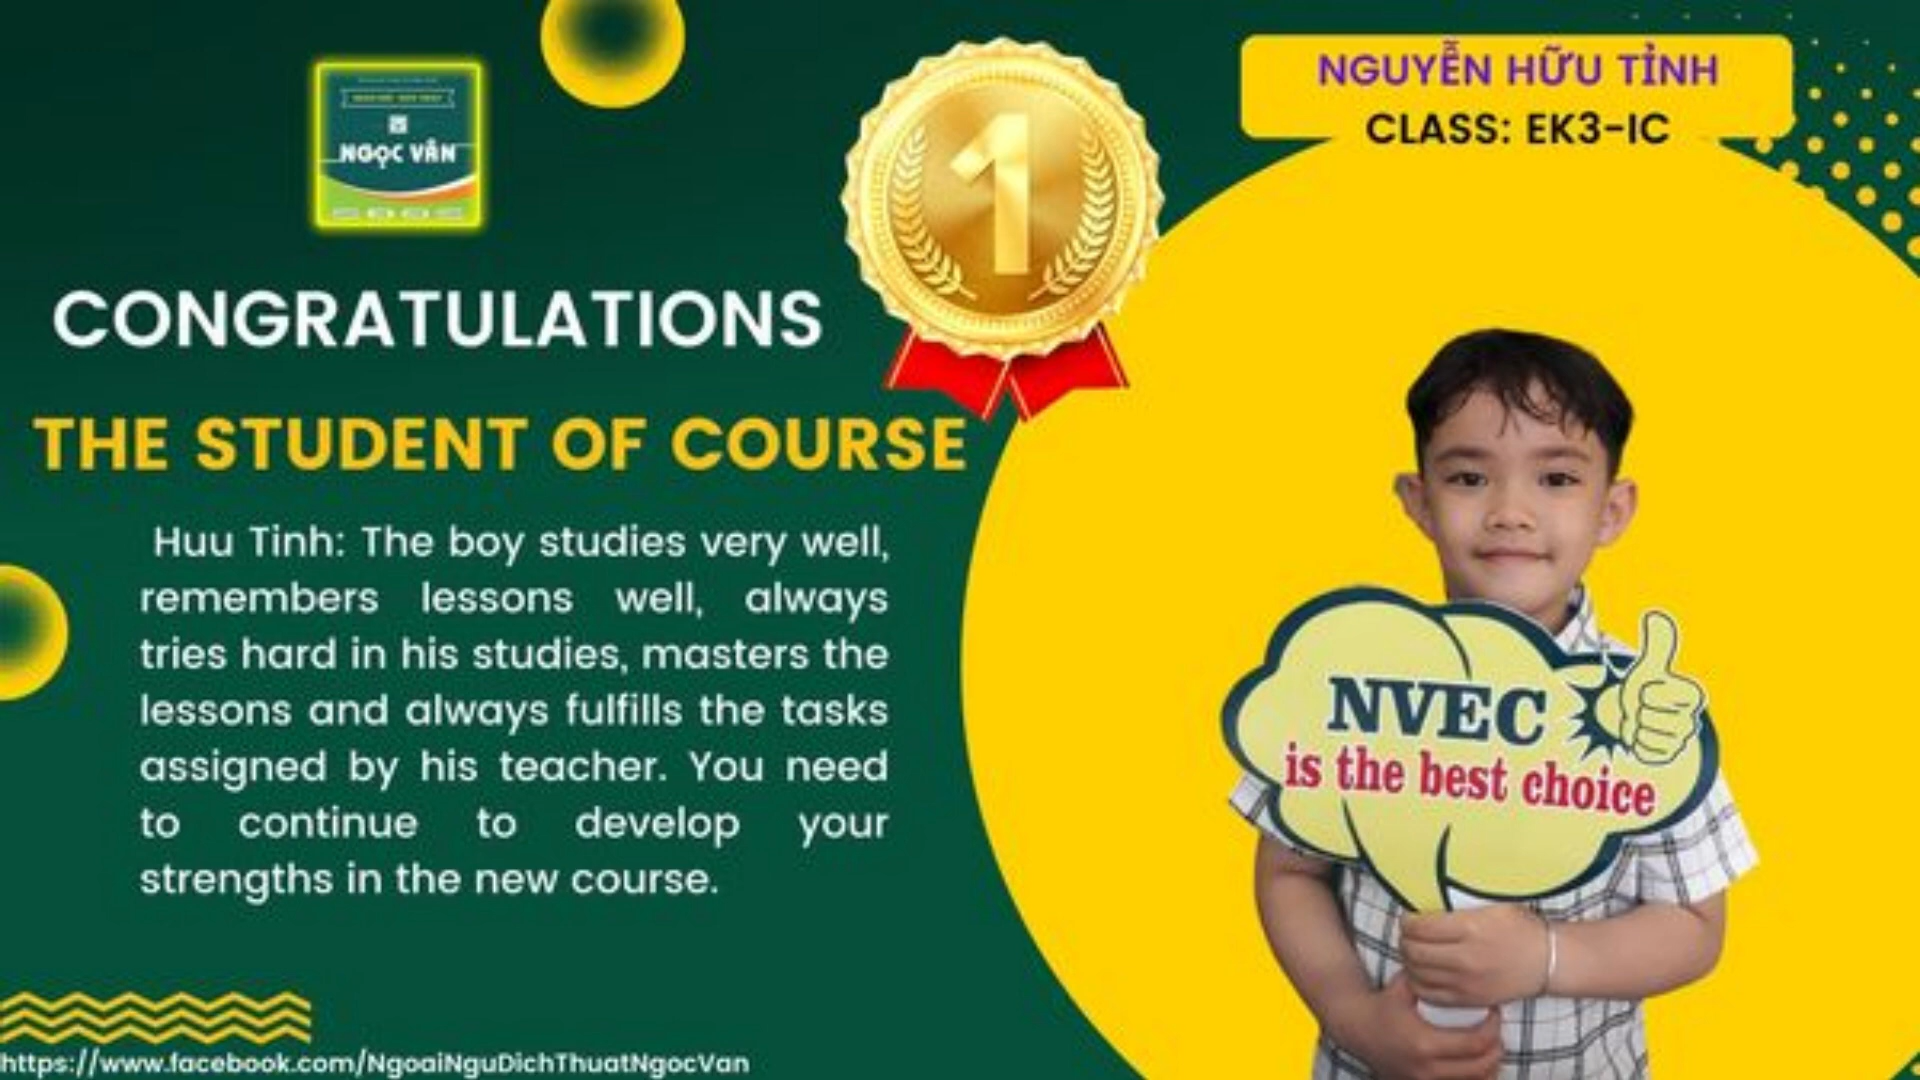 NGỌC VÂN
NGUYỄN HỮU TỈNH
CLASS: EK3-IC
1
CONGRATULATIONS
THE STUDENT OF COURSE
Huu Tinh: The boy studies very well,
remembers lessons well, always
tries hard in his studies, masters the
lessons and always fulfills the tasks
assigned by his teacher. You need
to continue to develop your
strengths in the new course.
NVEC
is the best choice
https://www.facebook.com/NgoaiNguDichThuatNgocVan